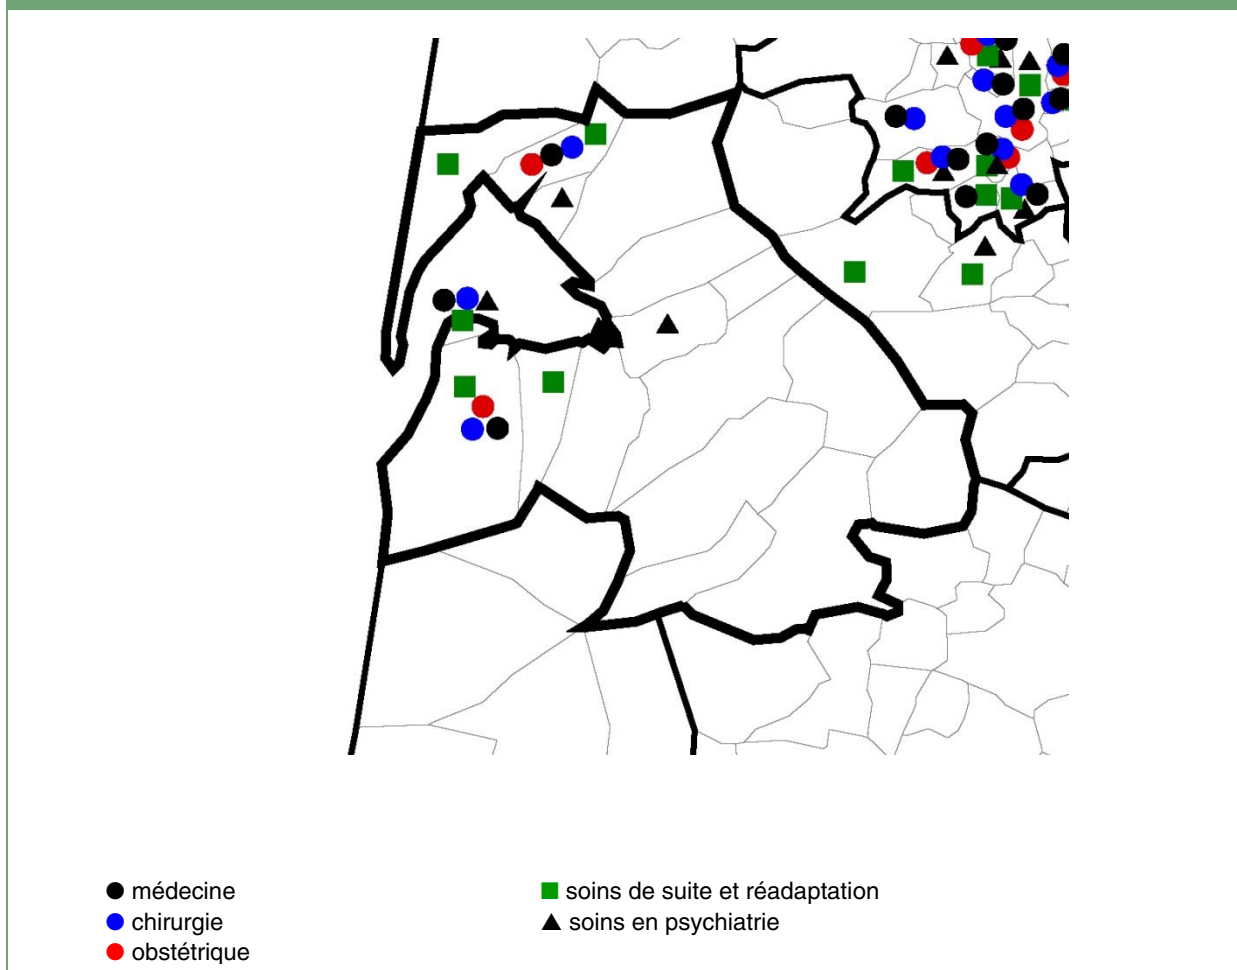 médecine
chirurgie
obstétrique
soins de suite et réadaptation
soins en psychiatrie